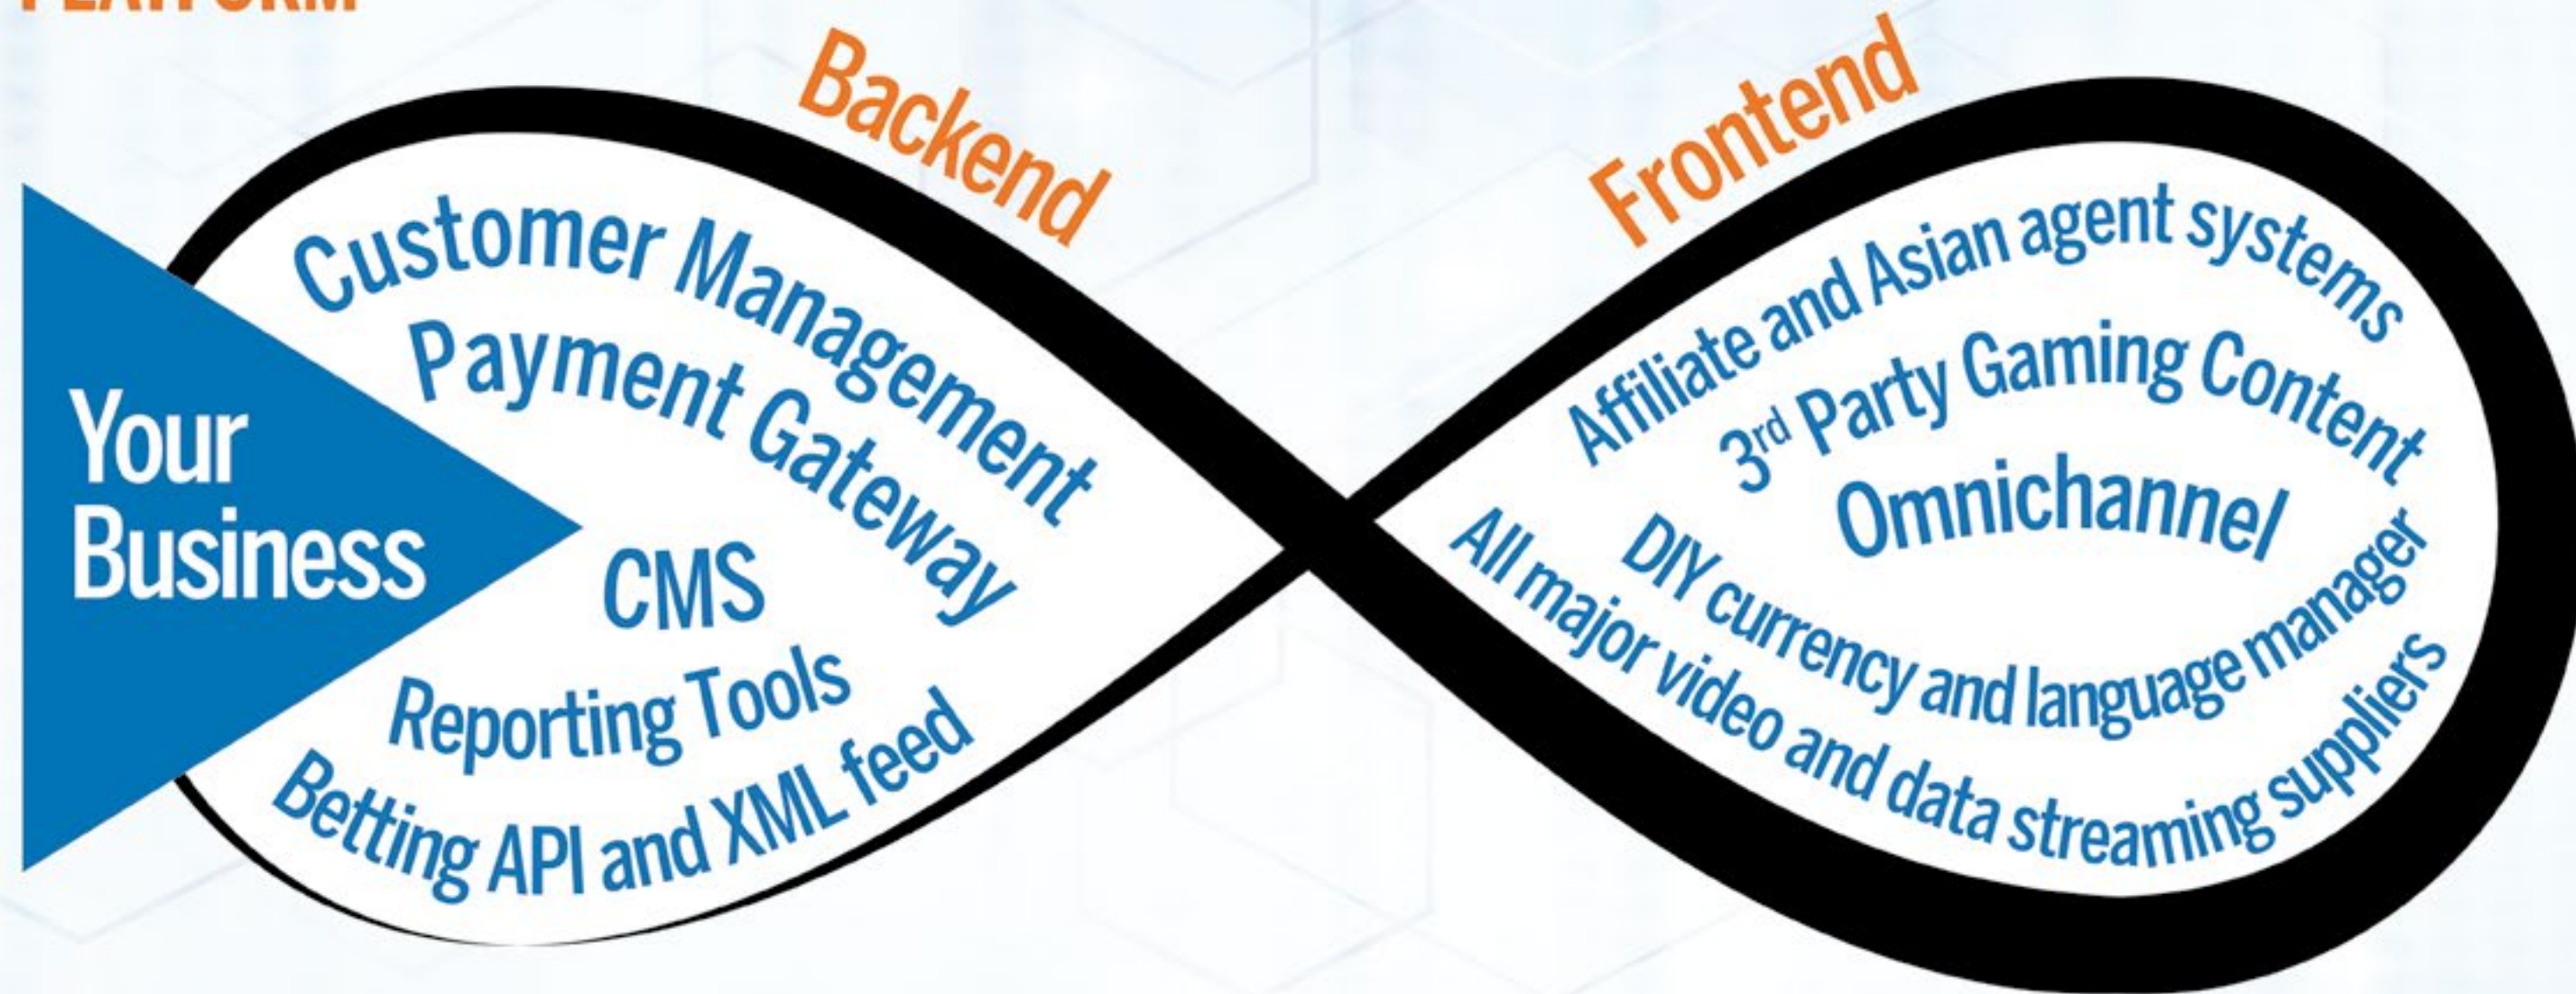 PLATFORM
Backend
Frontend
Your
Business
Customer Management
Payment Gateway
CMS
Reporting Tools
Betting API and XML feed
Affiliate and Asian agent systems
3rd Party Gaming Content
Omnichannel
DIY currency and language manager
All major video and data streaming suppliers